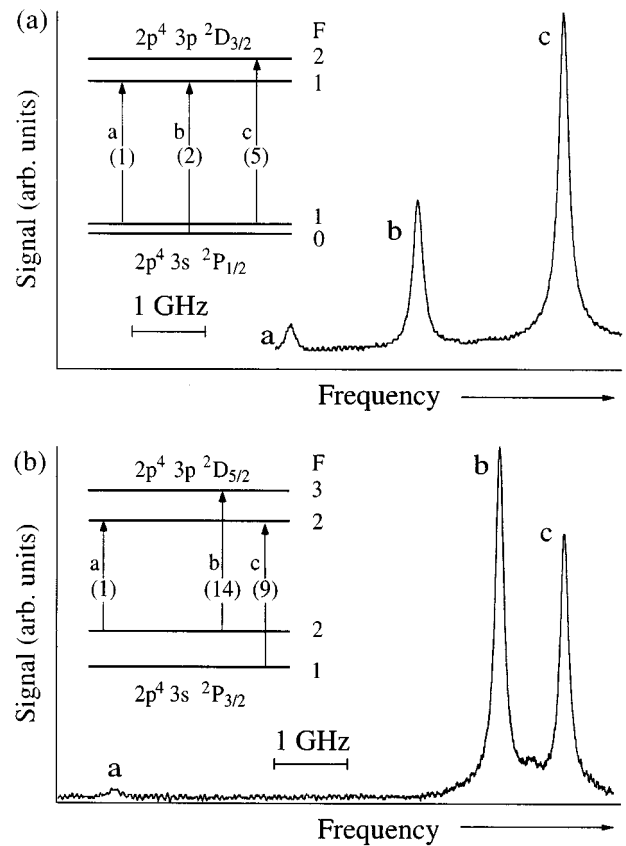 (a)
2p⁴ 3p ²D₃/₂
F
2
1
a
b
c
(1)
(2)
(5)
1
0
2p⁴ 3s ²P₁/₂
1 GHz
a
b
c
Signal (arb. units)
Frequency
(b)
2p⁴ 3p ²D₅/₂
F
3
2
a
b
c
(1)
(14)
(9)
2
1
2p⁴ 3s ²P₃/₂
1 GHz
a
b
c
Signal (arb. units)
Frequency